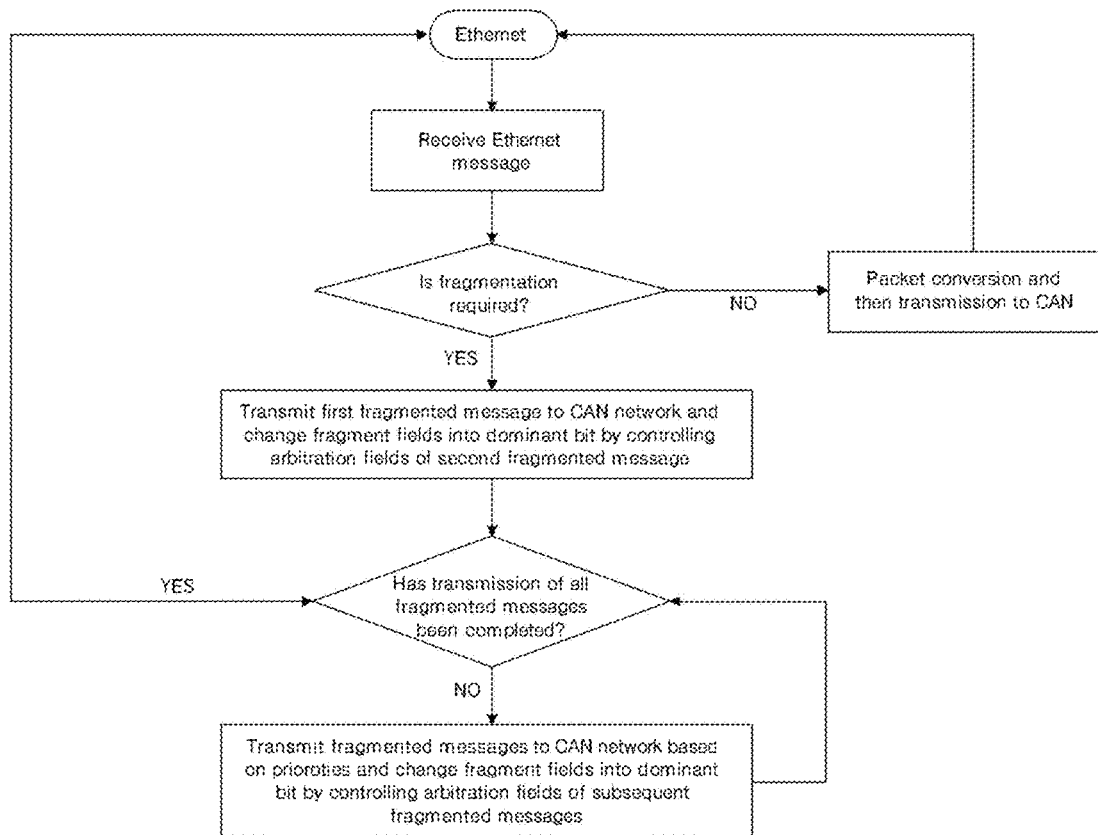 Ethernet
Receive Ethernet
message
Is fragmentation
required?
NO
Packet conversion and
then transmission to CAN
YES
Transmit first fragmented message to CAN network and
change fragment fields into dominant bit by controlling
arbitration fields of second fragmented message
YES
Has transmission of all
fragmented messages
been completed?
NO
Transmit fragmented messages to CAN network based
on prioroties and change fragment fields into dominant
bit by controlling arbitration fields of subsequent
fragmented messages